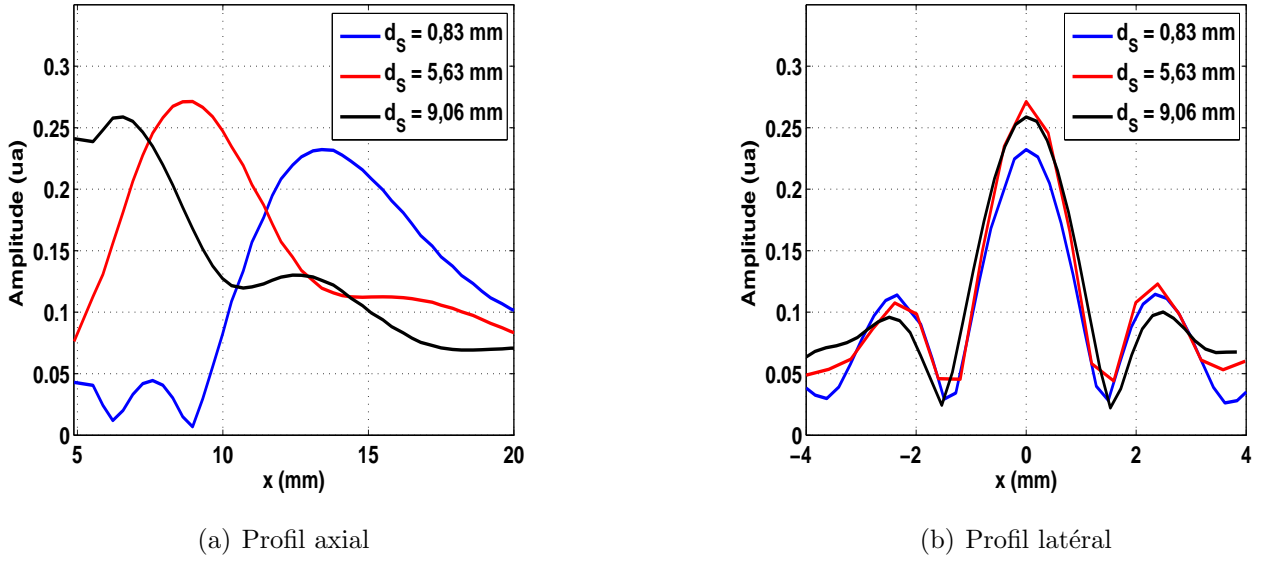 d_S = 0,83 mm
d_S = 5,63 mm
d_S = 9,06 mm
0.3
0.25
0.2
0.15
0.1
0.05
0
5
10
15
20
Amplitude (ua)
x (mm)
(a) Profil axial
d_S = 0,83 mm
d_S = 5,63 mm
d_S = 9,06 mm
0.3
0.25
0.2
0.15
0.1
0.05
0
−4
−2
0
2
4
Amplitude (ua)
x (mm)
(b) Profil latéral